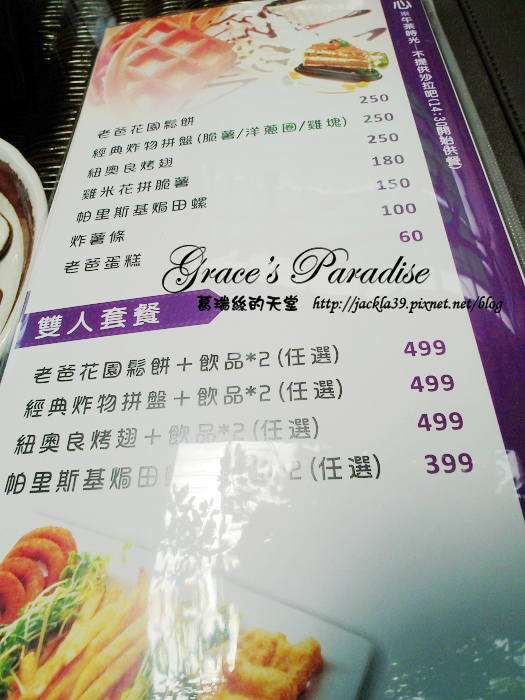 心 ※午茶時光—不提供沙拉吧(14:30開始供餐)
老爸花園鬆餅 250
經典炸物拼盤(脆薯/洋蔥圈/雞塊) 250
紐奧良烤翅 250
雞米花拼脆薯 180
帕里斯基焗田螺 150
炸薯條 100
老爸蛋糕 60
Grace's Paradise
葛瑞絲的天堂 http://jackla39.pixnet.net/blog
雙人套餐
老爸花園鬆餅＋飲品*2(任選) 499
經典炸物拼盤＋飲品*2(任選) 499
紐奧良烤翅＋飲品*2(任選) 499
帕里斯基焗田螺 2(任選) 399